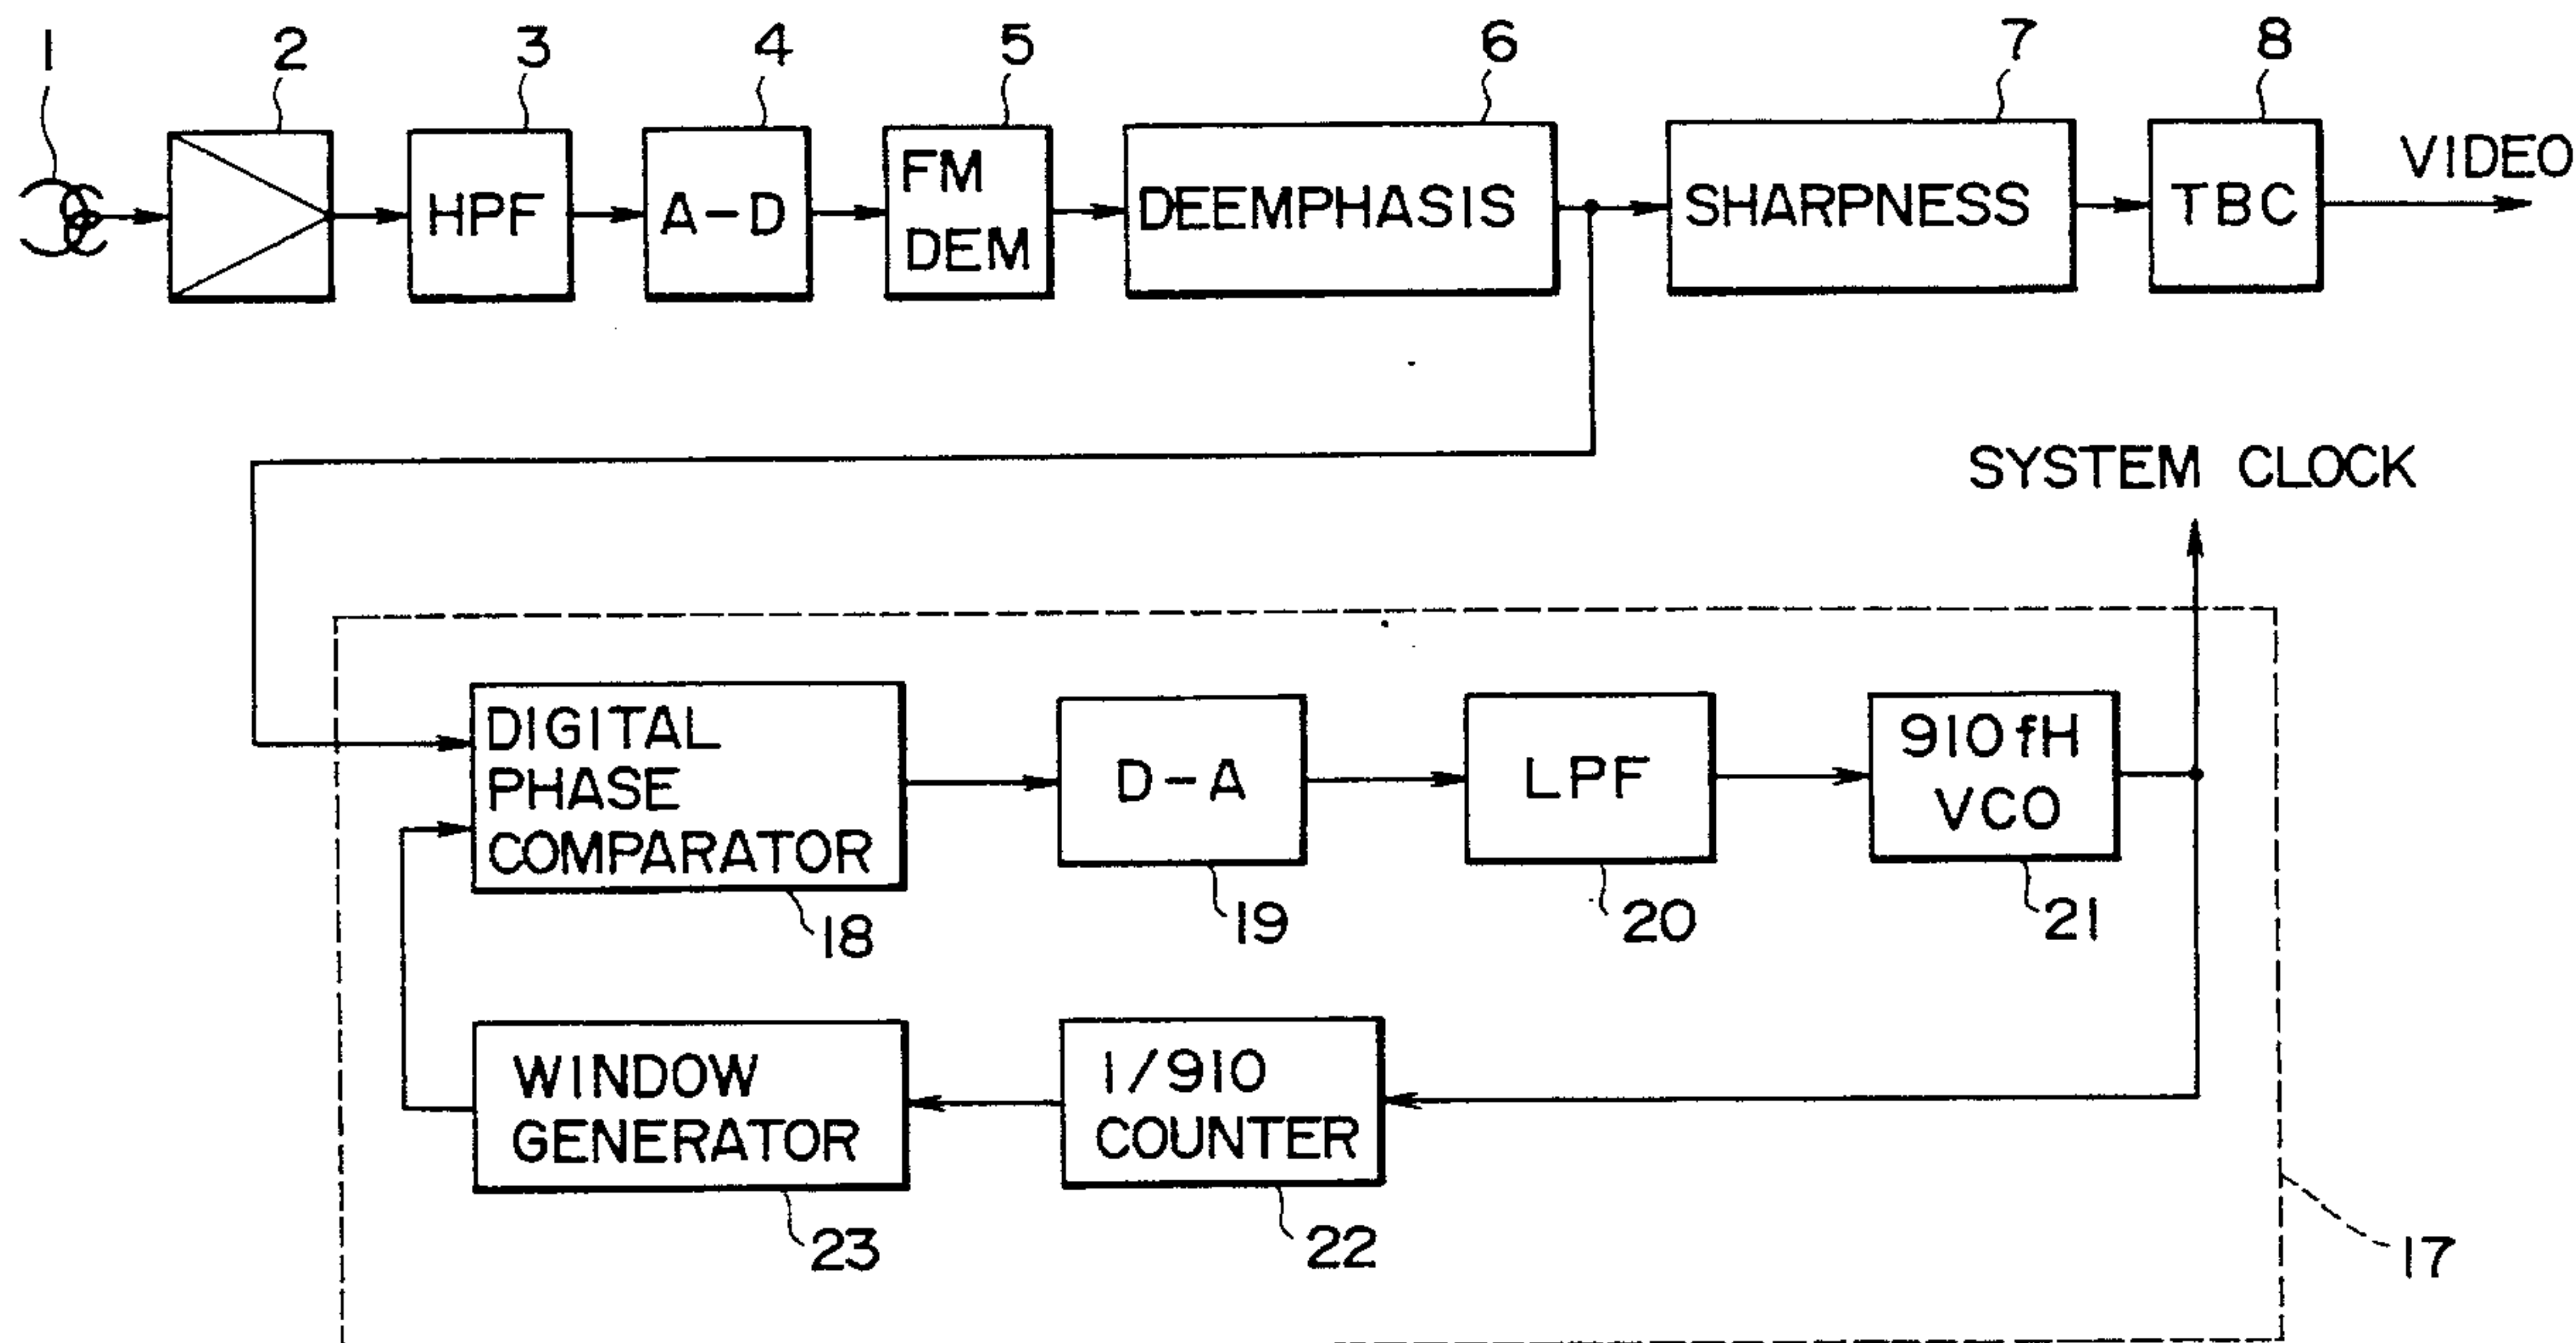 1 2 3 4 5 6 7 8
HPF
A-D
FM
DEM
DEEMPHASIS
SHARPNESS
TBC
VIDEO
SYSTEM CLOCK
DIGITAL
PHASE
COMPARATOR
D-A
LPF
910fH
VCO
18 19 20 21
WINDOW
GENERATOR
1/910
COUNTER
23 22 17